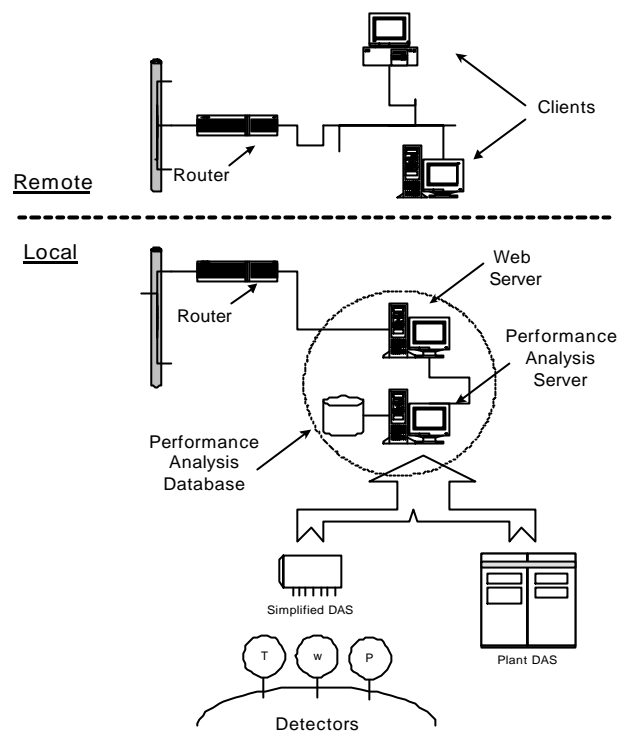 Clients
Router
Remote
Local
Web
Server
Router
Performance
Analysis
Server
Performance
Analysis
Database
Simplified DAS
Plant DAS
T
w
P
Detectors